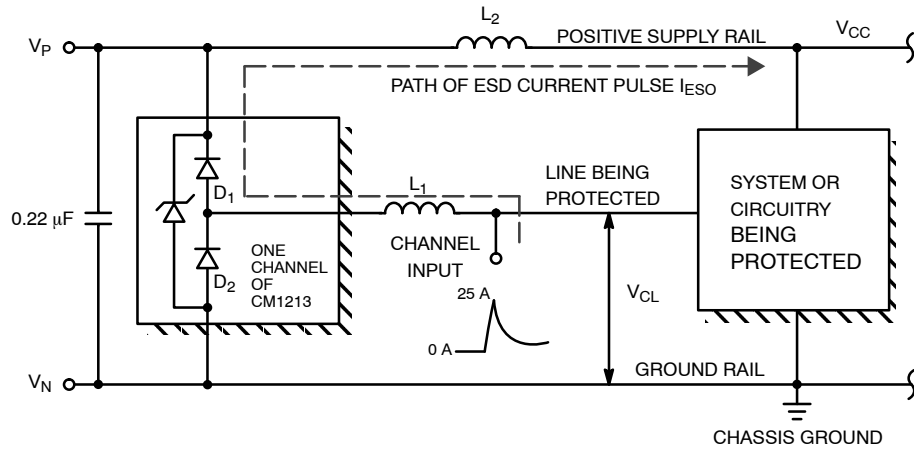 L2
VP
POSITIVE SUPPLY RAIL
VCC
PATH OF ESD CURRENT PULSE IESO
D1
L1
LINE BEING
PROTECTED
SYSTEM OR
CIRCUITRY
BEING
PROTECTED
0.22 μF
ONE
CHANNEL
OF
CM1213
D2
CHANNEL
INPUT
25 A
0 A
VCL
VN
GROUND RAIL
CHASSIS GROUND